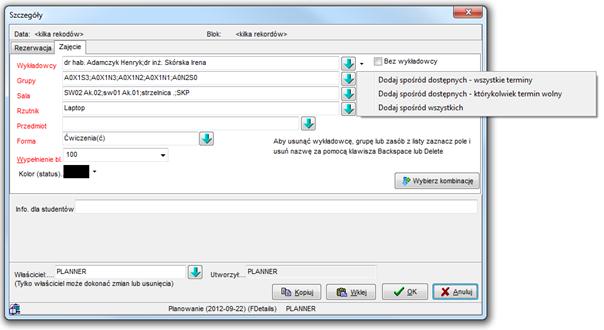 Szczegóły
Data: <kilka rekodów> Blok: <kilka rekordów>
Rezerwacja Zajęcie
Wykładowcy dr hab. Adamczyk Henryk;dr inż. Skórska Irena Bez wykładowcy
Grupy A0X1S3;A0X1N3;A0X1N2;A0X1N1;A0N2S0
Sala SW02 Ak.02;sw01 Ak.01;strzelnica .;SKP
Rzutnik Laptop
Dodaj spośród dostępnych - wszystkie terminy
Dodaj spośród dostępnych - którykolwiek termin wolny
Dodaj spośród wszystkich
Przedmiot
Forma Ćwiczenia(ć)
Wypełnienie bl. 100
Kolor (status).
Aby usunąć wykładowcę, grupę lub zasób z listy zaznacz pole i
usuń nazwę za pomocą klawisza Backspace lub Delete
Wybierz kombinację
Info. dla studentów
Właściciel:... PLANNER Utworzył... PLANNER
(Tylko właściciel może dokonać zmian lub usunięcia)
Kopiuj Wklej OK Anuluj
Planowanie (2012-09-22) (FDetails) PLANNER